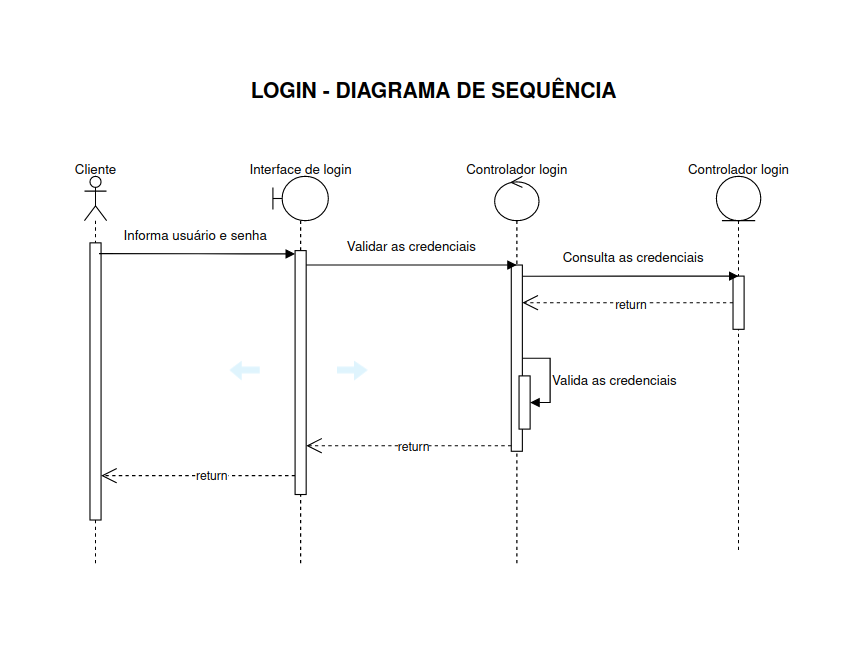 LOGIN - DIAGRAMA DE SEQUÊNCIA
Cliente
Interface de login
Controlador login
Controlador login
Informa usuário e senha
Validar as credenciais
Consulta as credenciais
return
Valida as credenciais
return
return